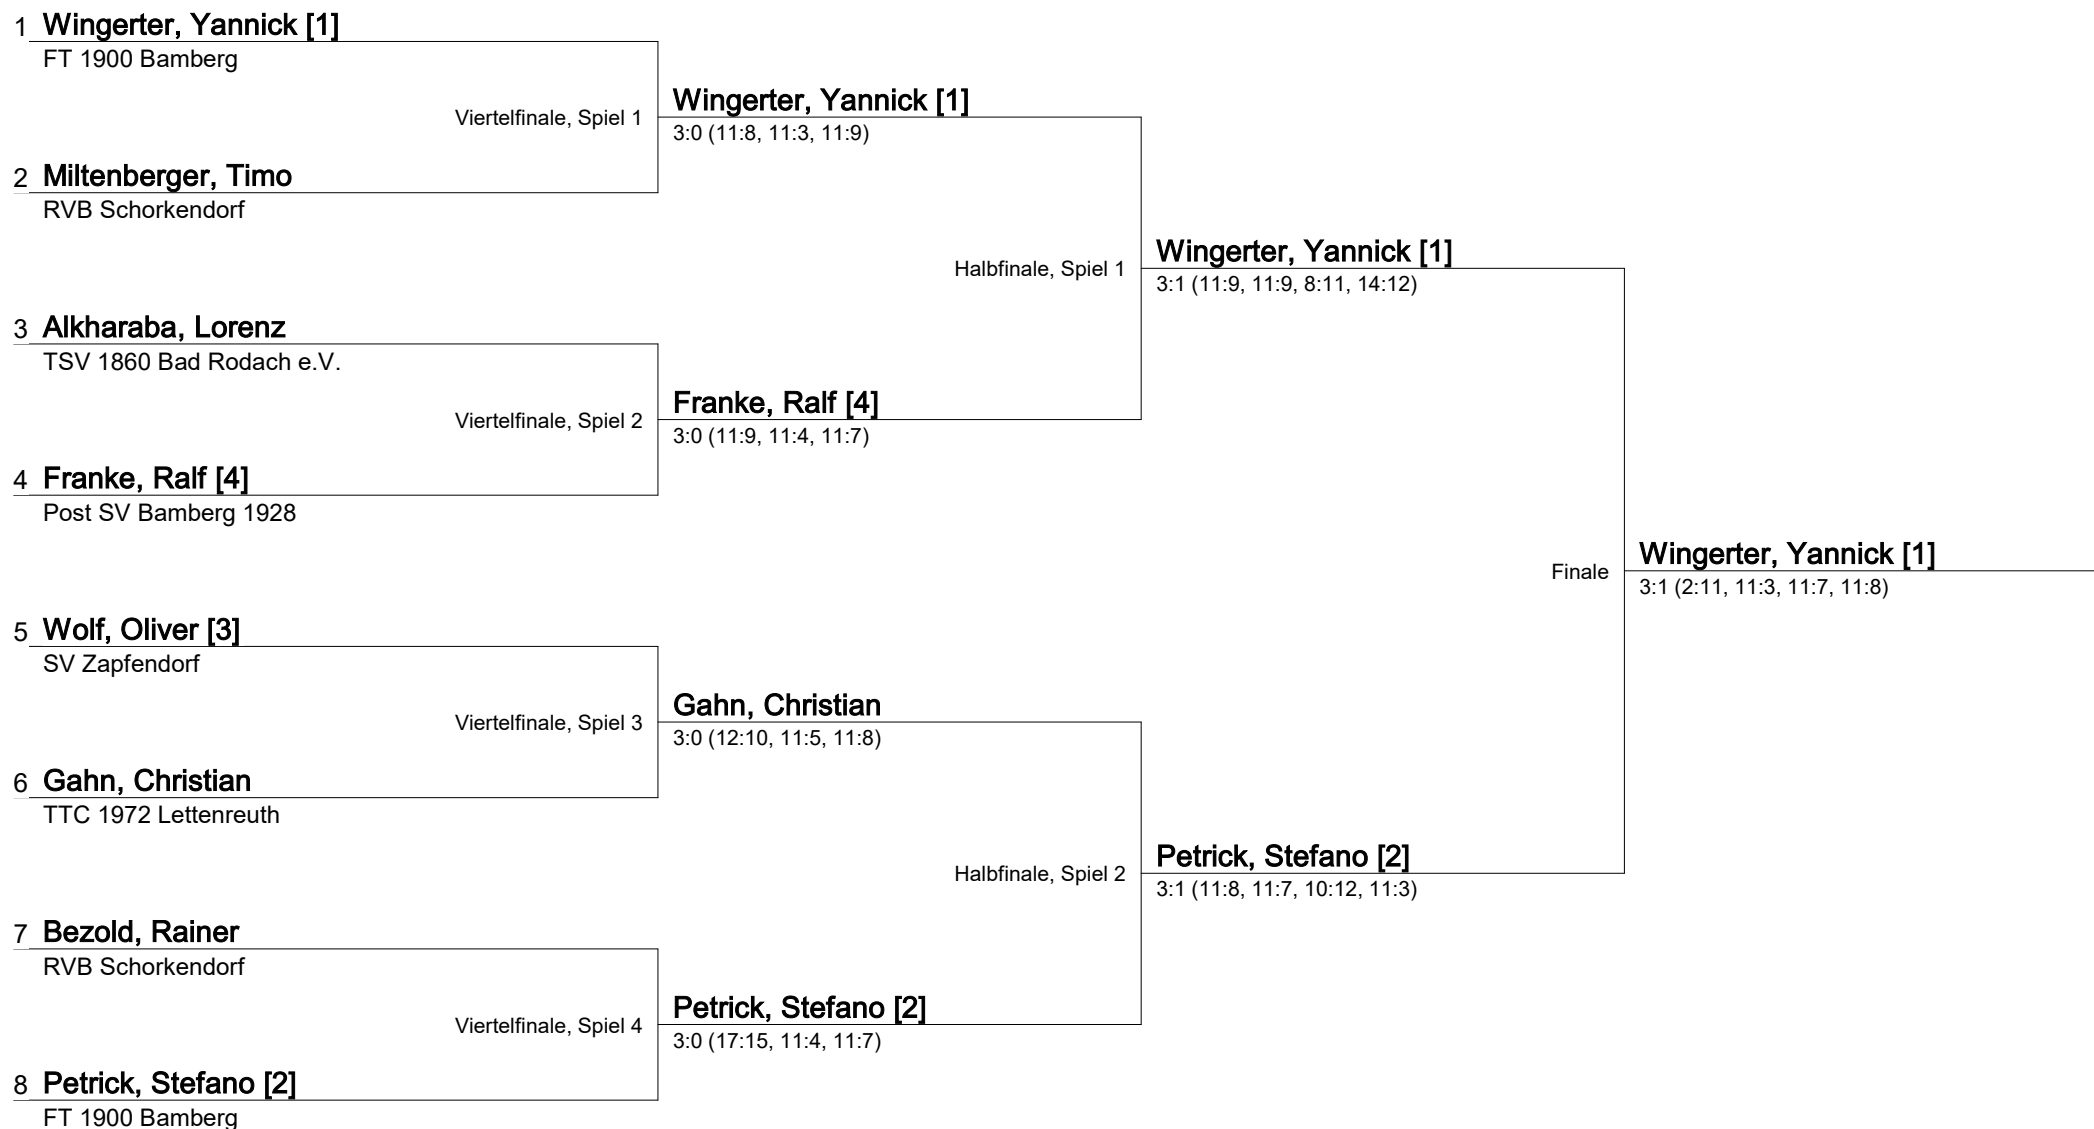 1 Wingerter, Yannick [1]
FT 1900 Bamberg
Viertelfinale, Spiel 1
Wingerter, Yannick [1]
3:0 (11:8, 11:3, 11:9)
2 Miltenberger, Timo
RVB Schorkendorf
Halbfinale, Spiel 1
Wingerter, Yannick [1]
3:1 (11:9, 11:9, 8:11, 14:12)
3 Alkharaba, Lorenz
TSV 1860 Bad Rodach e.V.
Viertelfinale, Spiel 2
Franke, Ralf [4]
3:0 (11:9, 11:4, 11:7)
4 Franke, Ralf [4]
Post SV Bamberg 1928
Finale
Wingerter, Yannick [1]
3:1 (2:11, 11:3, 11:7, 11:8)
5 Wolf, Oliver [3]
SV Zapfendorf
Viertelfinale, Spiel 3
Gahn, Christian
3:0 (12:10, 11:5, 11:8)
6 Gahn, Christian
TTC 1972 Lettenreuth
Halbfinale, Spiel 2
Petrick, Stefano [2]
3:1 (11:8, 11:7, 10:12, 11:3)
7 Bezold, Rainer
RVB Schorkendorf
Viertelfinale, Spiel 4
Petrick, Stefano [2]
3:0 (17:15, 11:4, 11:7)
8 Petrick, Stefano [2]
FT 1900 Bamberg